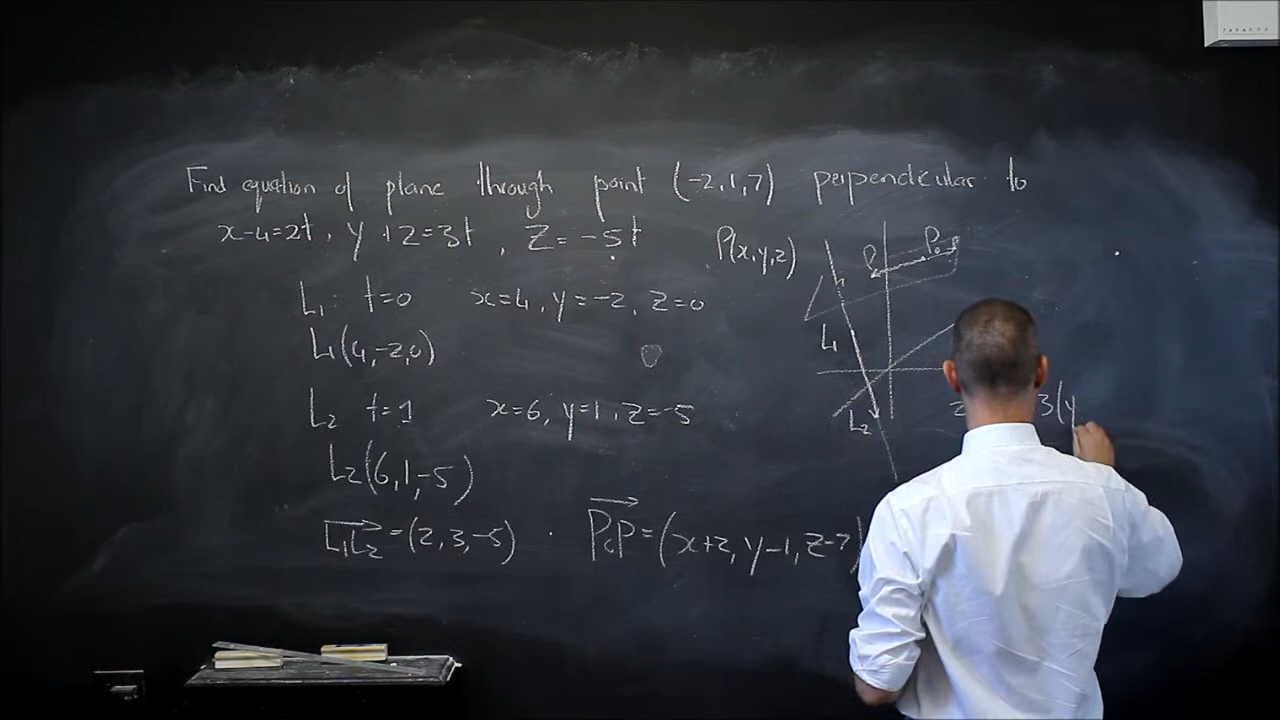 Find equation of plane through point (-2,1,7) perpendicular to
x-4=2t, y+2=3t, z=-5t
P(x,y,z)
P P₀
L₁ t=0 x=4, y=-2, z=0
L₁(4,-2,0)
L₁
L₂ t=1 x=6, y=1, z=-5
L₂
2 3(y
L₂(6,1,-5)
L₁L₂=(2,3,-5) · P₀P=(x+2, y-1, z-7)
PARADOX